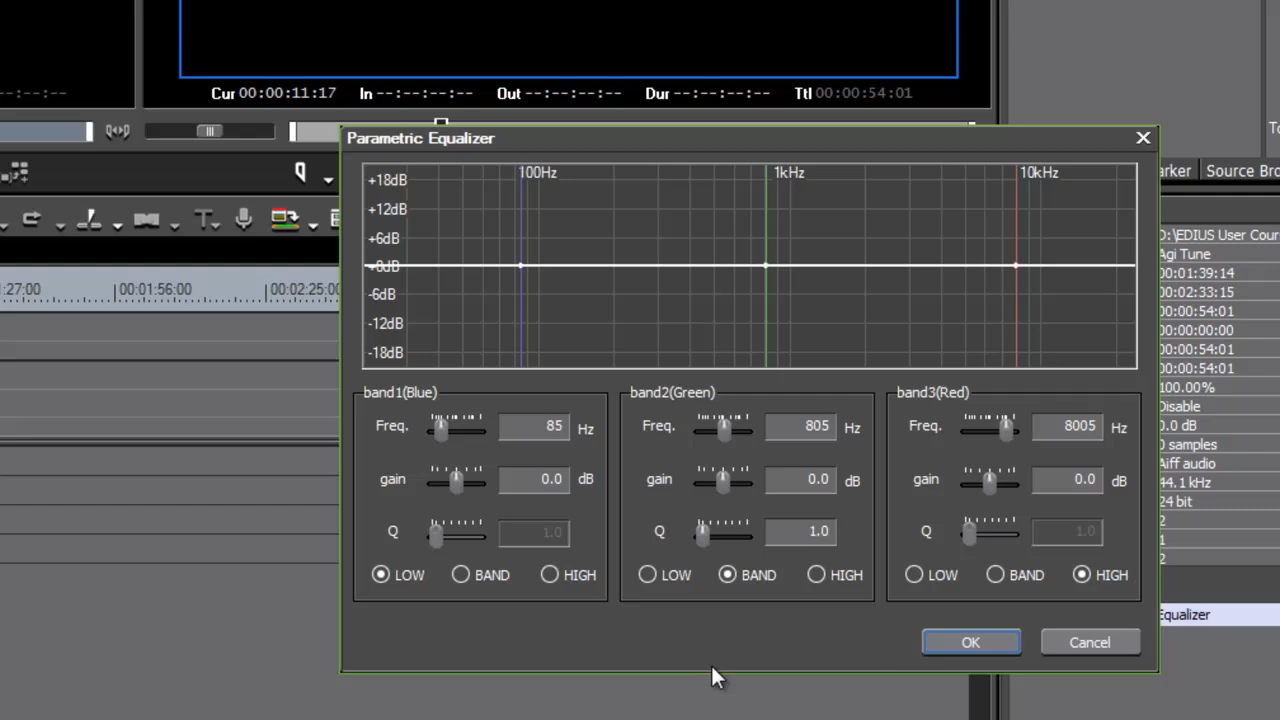 Cur 00:00:11:17 In --:--:--:-- Out --:--:--:-- Dur --:--:--:-- Ttl 00:00:54:01
Parametric Equalizer
+18dB
+12dB
+6dB
+0dB
-6dB
-12dB
-18dB
100Hz 1kHz 10kHz
band1(Blue)
Freq. 85 Hz
gain 0.0 dB
Q 1.0
LOW BAND HIGH
band2(Green)
Freq. 805 Hz
gain 0.0 dB
Q 1.0
LOW BAND HIGH
band3(Red)
Freq. 8005 Hz
gain 0.0 dB
Q 1.0
LOW BAND HIGH
OK Cancel
:27:00 00:01:56:00 00:02:25:00
To
rker Source Bro
D:\EDIUS User Cour
Agi Tune
00:01:39:14
00:02:33:15
00:00:54:01
00:00:00:00
00:00:54:01
00:00:54:01
100.00%
Disable
0.0 dB
0 samples
Aiff audio
44.1 kHz
24 bit
2
1
2
Equalizer